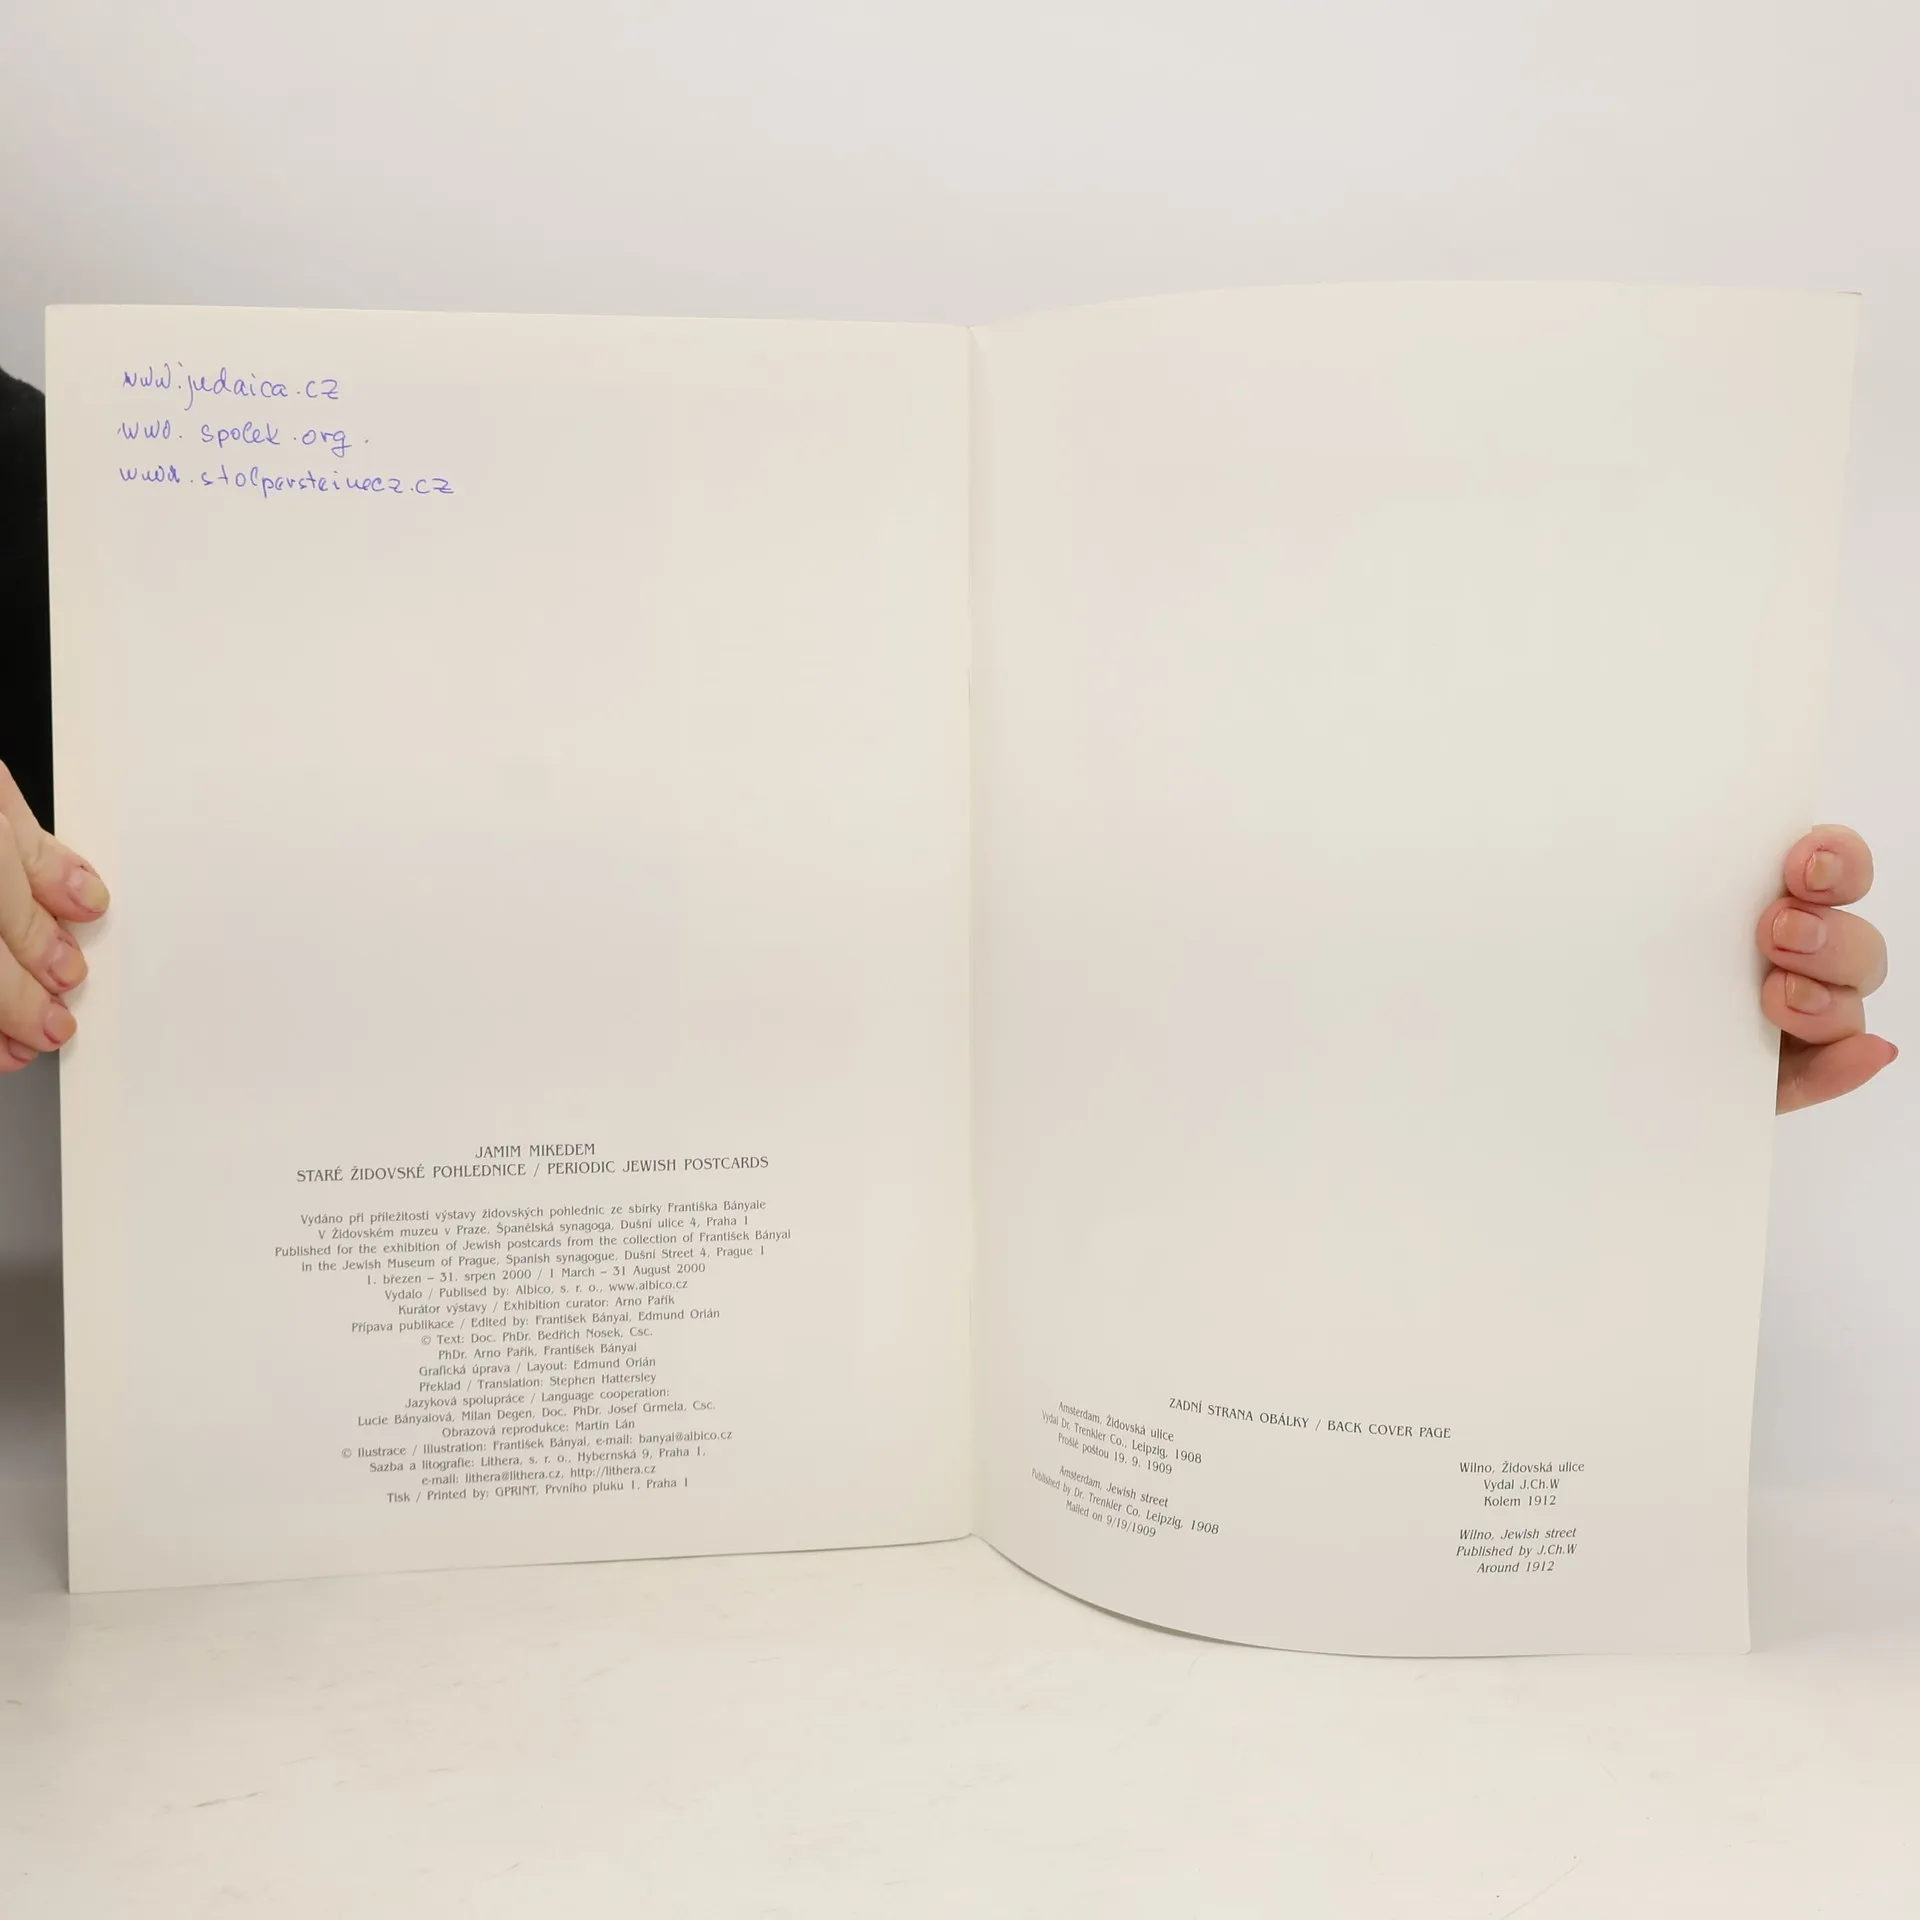 www.judaica.cz
www.spolek.org.
www.stolpersteinecz.cz
JAMIM MIKEDEM
STARÉ ŽIDOVSKÉ POHLEDNICE / PERIODIC JEWISH POSTCARDS
Vydáno při příležitosti výstavy židovských pohlednic ze sbírky Františka Bányaie
V Židovském muzeu v Praze, Španělská synagoga, Dušní ulice 4, Praha 1
Published for the exhibition of Jewish postcards from the collection of František Bányai
in the Jewish Museum of Prague, Spanish synagogue, Dušní Street 4, Prague 1
1. březen – 31. srpen 2000 / 1 March – 31 August 2000
Vydalo / Publised by: Albico, s. r. o., www.albico.cz
Kurátor výstavy / Exhibition curator: Arno Pařík
Přípava publikace / Edited by: František Bányai, Edmund Orián
© Text: Doc. PhDr. Bedřich Nosek, Csc.
PhDr. Arno Pařík, František Bányai
Grafická úprava / Layout: Edmund Orián
Překlad / Translation: Stephen Hattersley
Jazyková spolupráce / Language cooperation:
Lucie Bányaiová, Milan Degen, Doc. PhDr. Josef Grmela, Csc.
Obrazová reprodukce: Martin Lán
© Ilustrace / Illustration: František Bányai, e-mail: banyai@albico.cz
Sazba a litografie: Lithera, s. r. o., Hybernská 9, Praha 1,
e-mail: lithera@lithera.cz, http://lithera.cz
Tisk / Printed by: GPRINT, Prvního pluku 1, Praha 1
ZADNÍ STRANA OBÁLKY / BACK COVER PAGE
Amsterdam, Židovská ulice
Vydal Dr. Trenkler Co., Leipzig, 1908
Prošlé poštou 19. 9. 1909
Amsterdam, Jewish street
Published by Dr. Trenkler Co, Leipzig, 1908
Mailed on 9/19/1909
Wilno, Židovská ulice
Vydal J.Ch.W
Kolem 1912
Wilno, Jewish street
Published by J.Ch.W
Around 1912